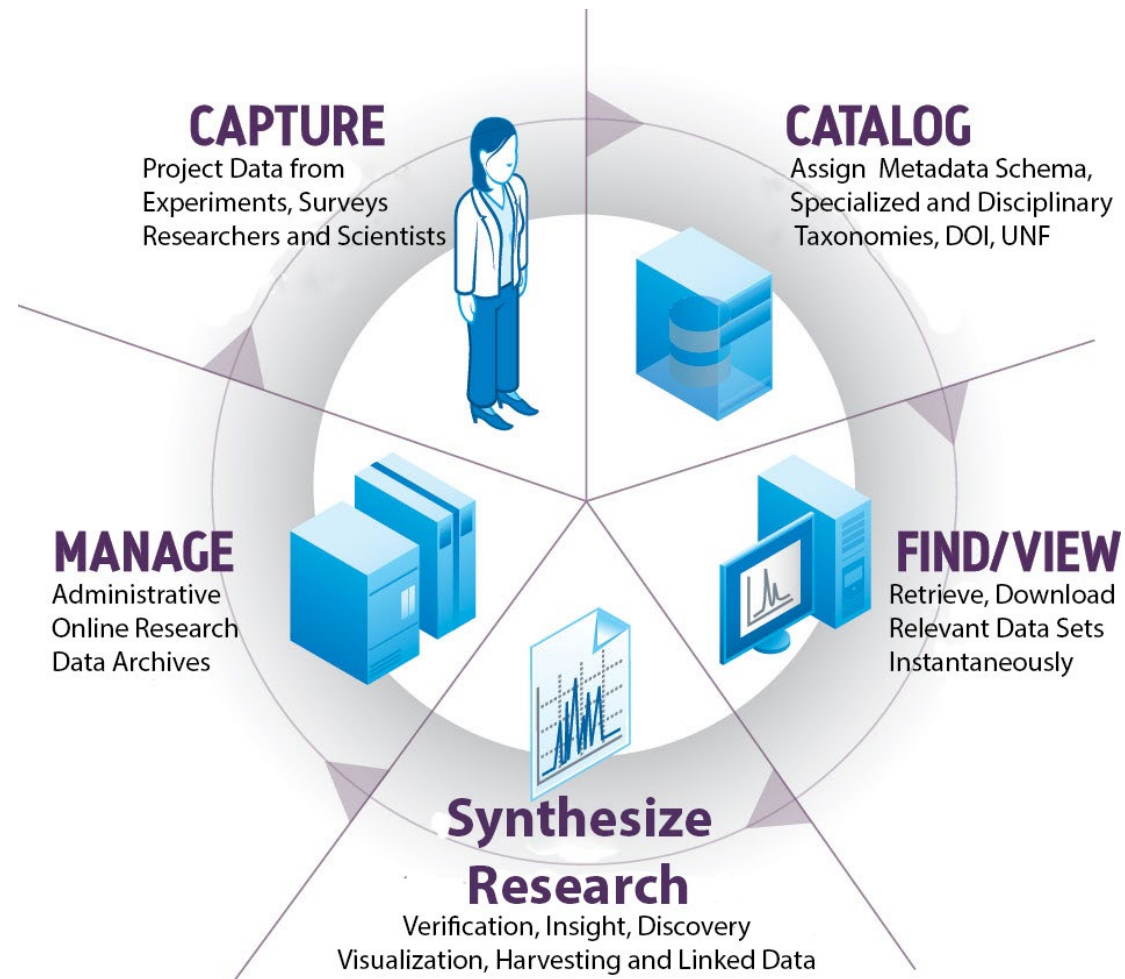 CAPTURE
Project Data from
Experiments, Surveys
Researchers and Scientists
CATALOG
Assign Metadata Schema,
Specialized and Disciplinary
Taxonomies, DOI, UNF
FIND/VIEW
Retrieve, Download
Relevant Data Sets
Instantaneously
Synthesize
Research
Verification, Insight, Discovery
Visualization, Harvesting and Linked Data
MANAGE
Administrative
Online Research
Data Archives